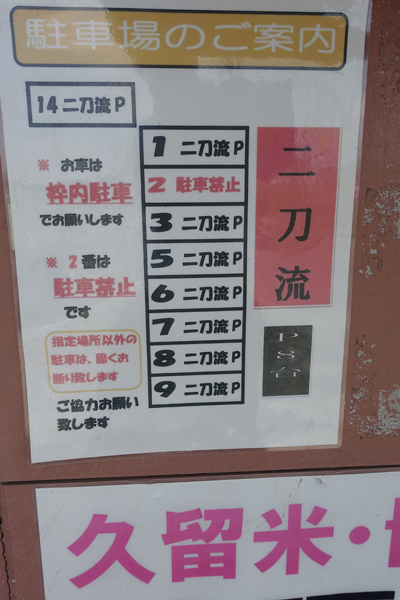 駐車場のご案内
14 二刀流 P
※ お車は
枠内駐車
でお願いします
※ 2 番は
駐車禁止
です
指定場所以外の
駐車は、固くお
断り致します
ご協力お願い
致します
1 二刀流 P
2 駐車禁止
3 二刀流 P
5 二刀流 P
6 二刀流 P
7 二刀流 P
8 二刀流 P
9 二刀流 P
二刀流
P8台
久留米・